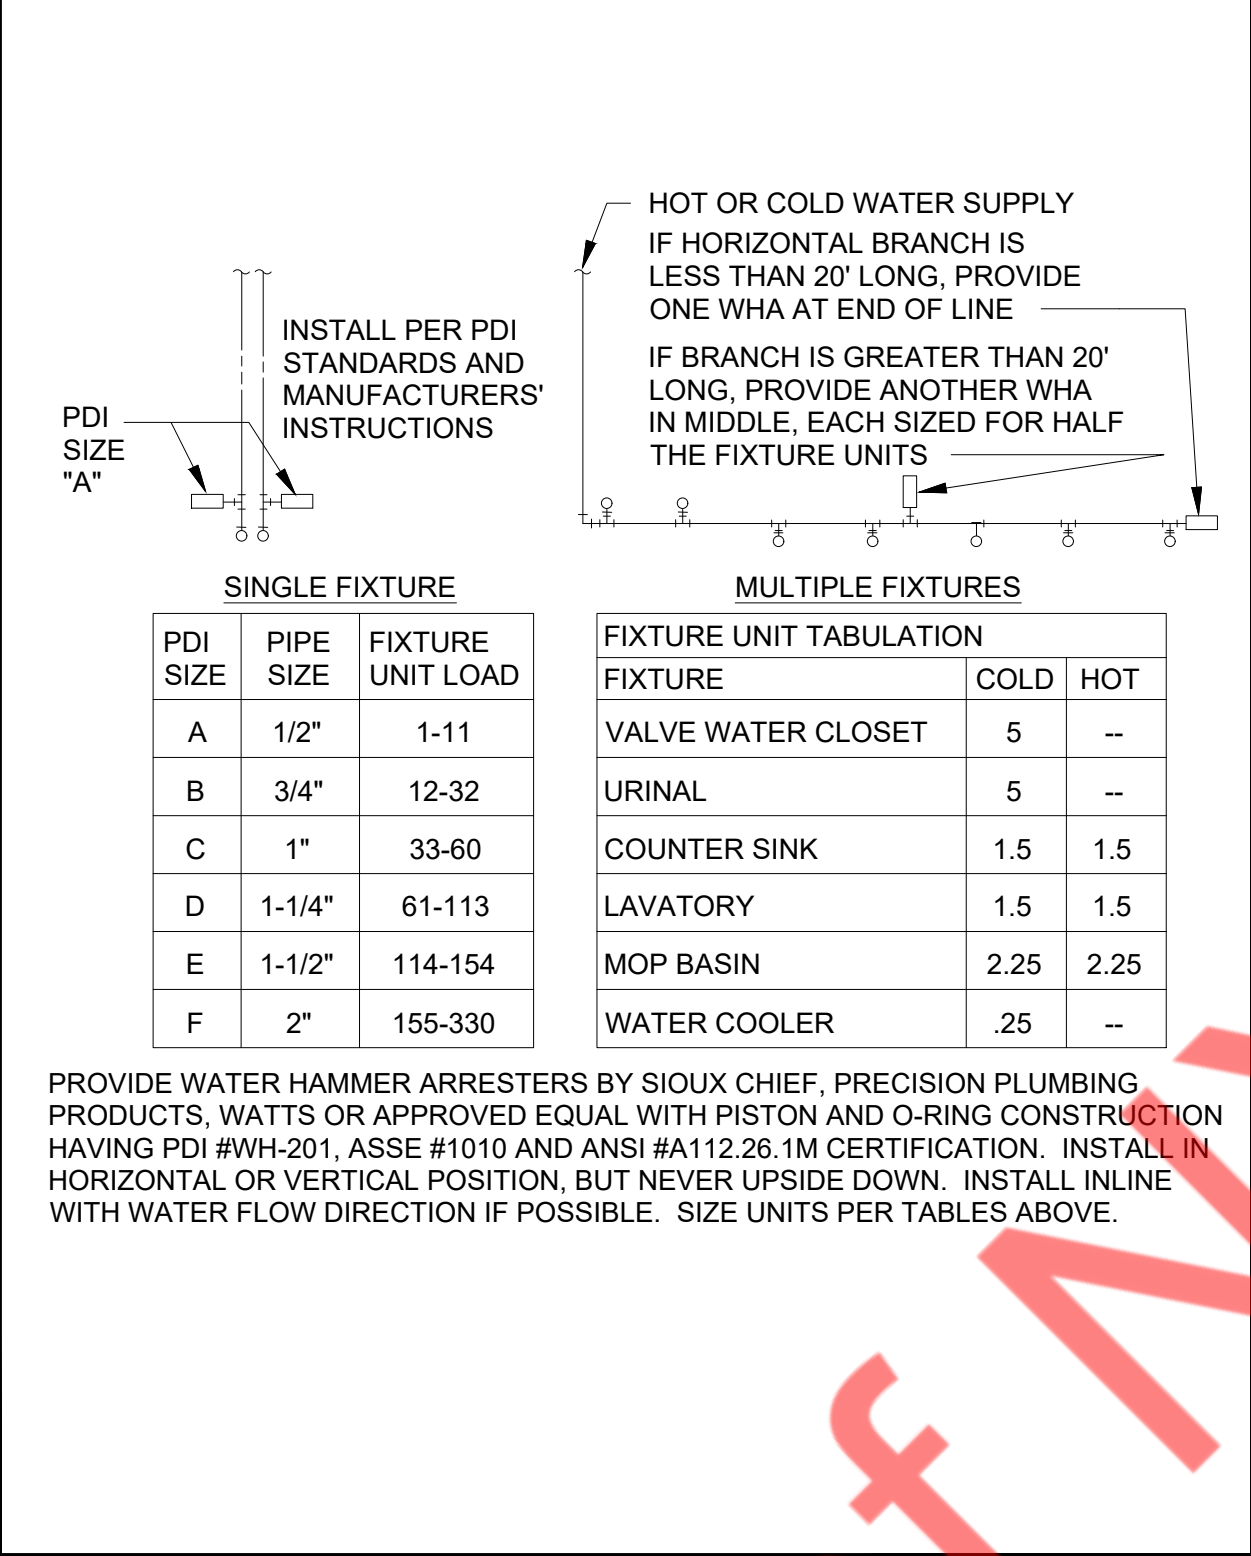 HOT OR COLD WATER SUPPLY
IF HORIZONTAL BRANCH IS
LESS THAN 20' LONG, PROVIDE
ONE WHA AT END OF LINE
IF BRANCH IS GREATER THAN 20'
LONG, PROVIDE ANOTHER WHA
IN MIDDLE, EACH SIZED FOR HALF
THE FIXTURE UNITS
INSTALL PER PDI
STANDARDS AND
MANUFACTURERS'
INSTRUCTIONS
PDI
SIZE
"A"
SINGLE FIXTURE
PDI SIZE PIPE SIZE FIXTURE UNIT LOAD
A 1/2" 1-11
B 3/4" 12-32
C 1" 33-60
D 1-1/4" 61-113
E 1-1/2" 114-154
F 2" 155-330
MULTIPLE FIXTURES
FIXTURE UNIT TABULATION
FIXTURE COLD HOT
VALVE WATER CLOSET 5 --
URINAL 5 --
COUNTER SINK 1.5 1.5
LAVATORY 1.5 1.5
MOP BASIN 2.25 2.25
WATER COOLER .25 --
PROVIDE WATER HAMMER ARRESTERS BY SIOUX CHIEF, PRECISION PLUMBING
PRODUCTS, WATTS OR APPROVED EQUAL WITH PISTON AND O-RING CONSTRUCTION
HAVING PDI #WH-201, ASSE #1010 AND ANSI #A112.26.1M CERTIFICATION. INSTALL IN
HORIZONTAL OR VERTICAL POSITION, BUT NEVER UPSIDE DOWN. INSTALL INLINE
WITH WATER FLOW DIRECTION IF POSSIBLE. SIZE UNITS PER TABLES ABOVE.